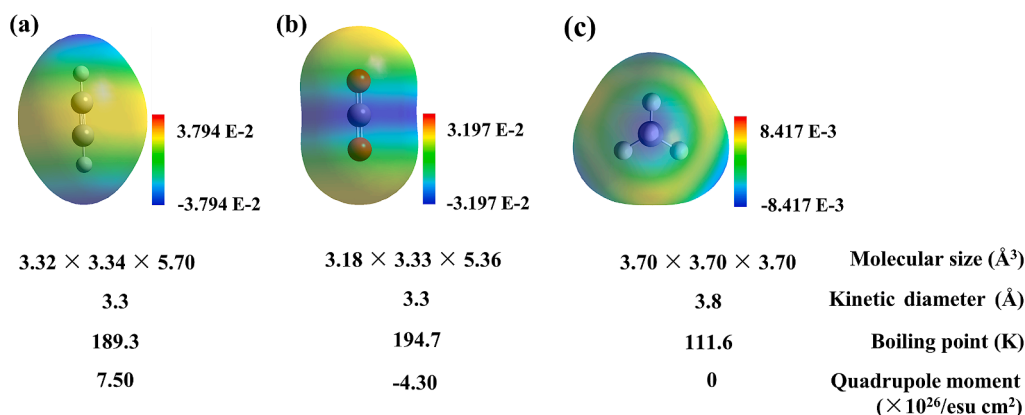 (a)
(b)
(c)
3.794 E-2
3.197 E-2
8.417 E-3
-3.794 E-2
-3.197 E-2
-8.417 E-3
3.32 × 3.34 × 5.70
3.18 × 3.33 × 5.36
3.70 × 3.70 × 3.70
Molecular size (Å³)
3.3
3.3
3.8
Kinetic diameter (Å)
189.3
194.7
111.6
Boiling point (K)
7.50
-4.30
0
Quadrupole moment
(×10²⁶/esu cm²)